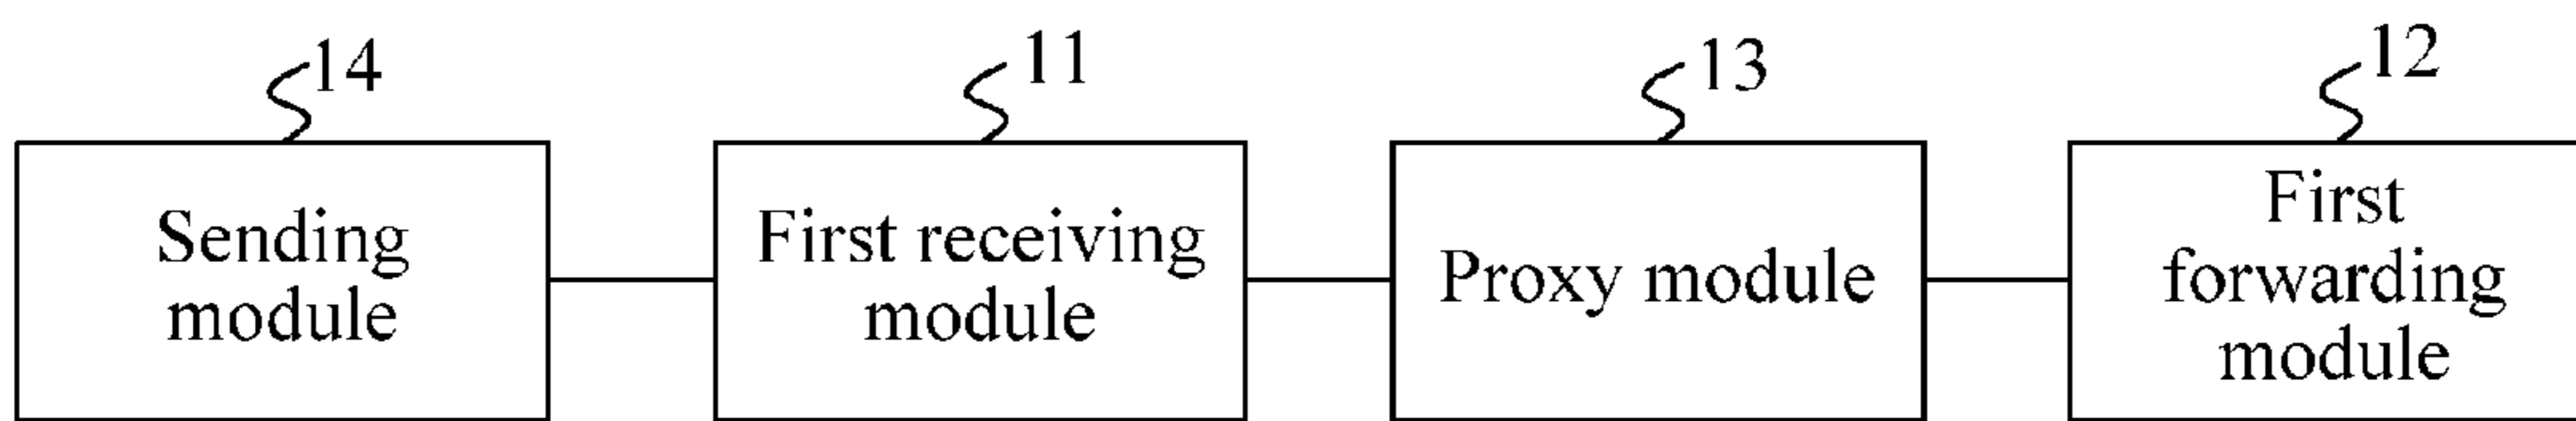 14
11
13
12
Sending
module
First receiving
module
Proxy module
First
forwarding
module